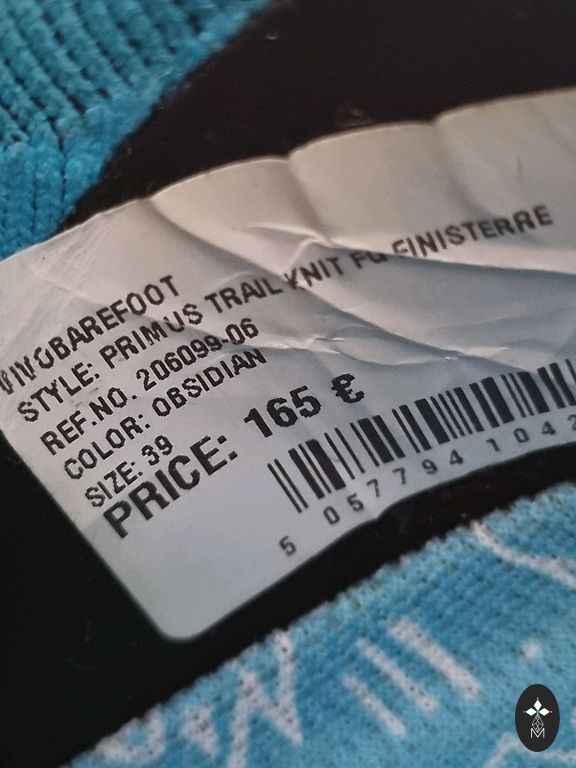 VIVOBAREFOOT
STYLE: PRIMUS TRAIL KNIT FG FINISTERRE
REF.NO. 206099-06
COLOR: OBSIDIAN
SIZE: 39
PRICE: 165 €
5 057794 1042
M